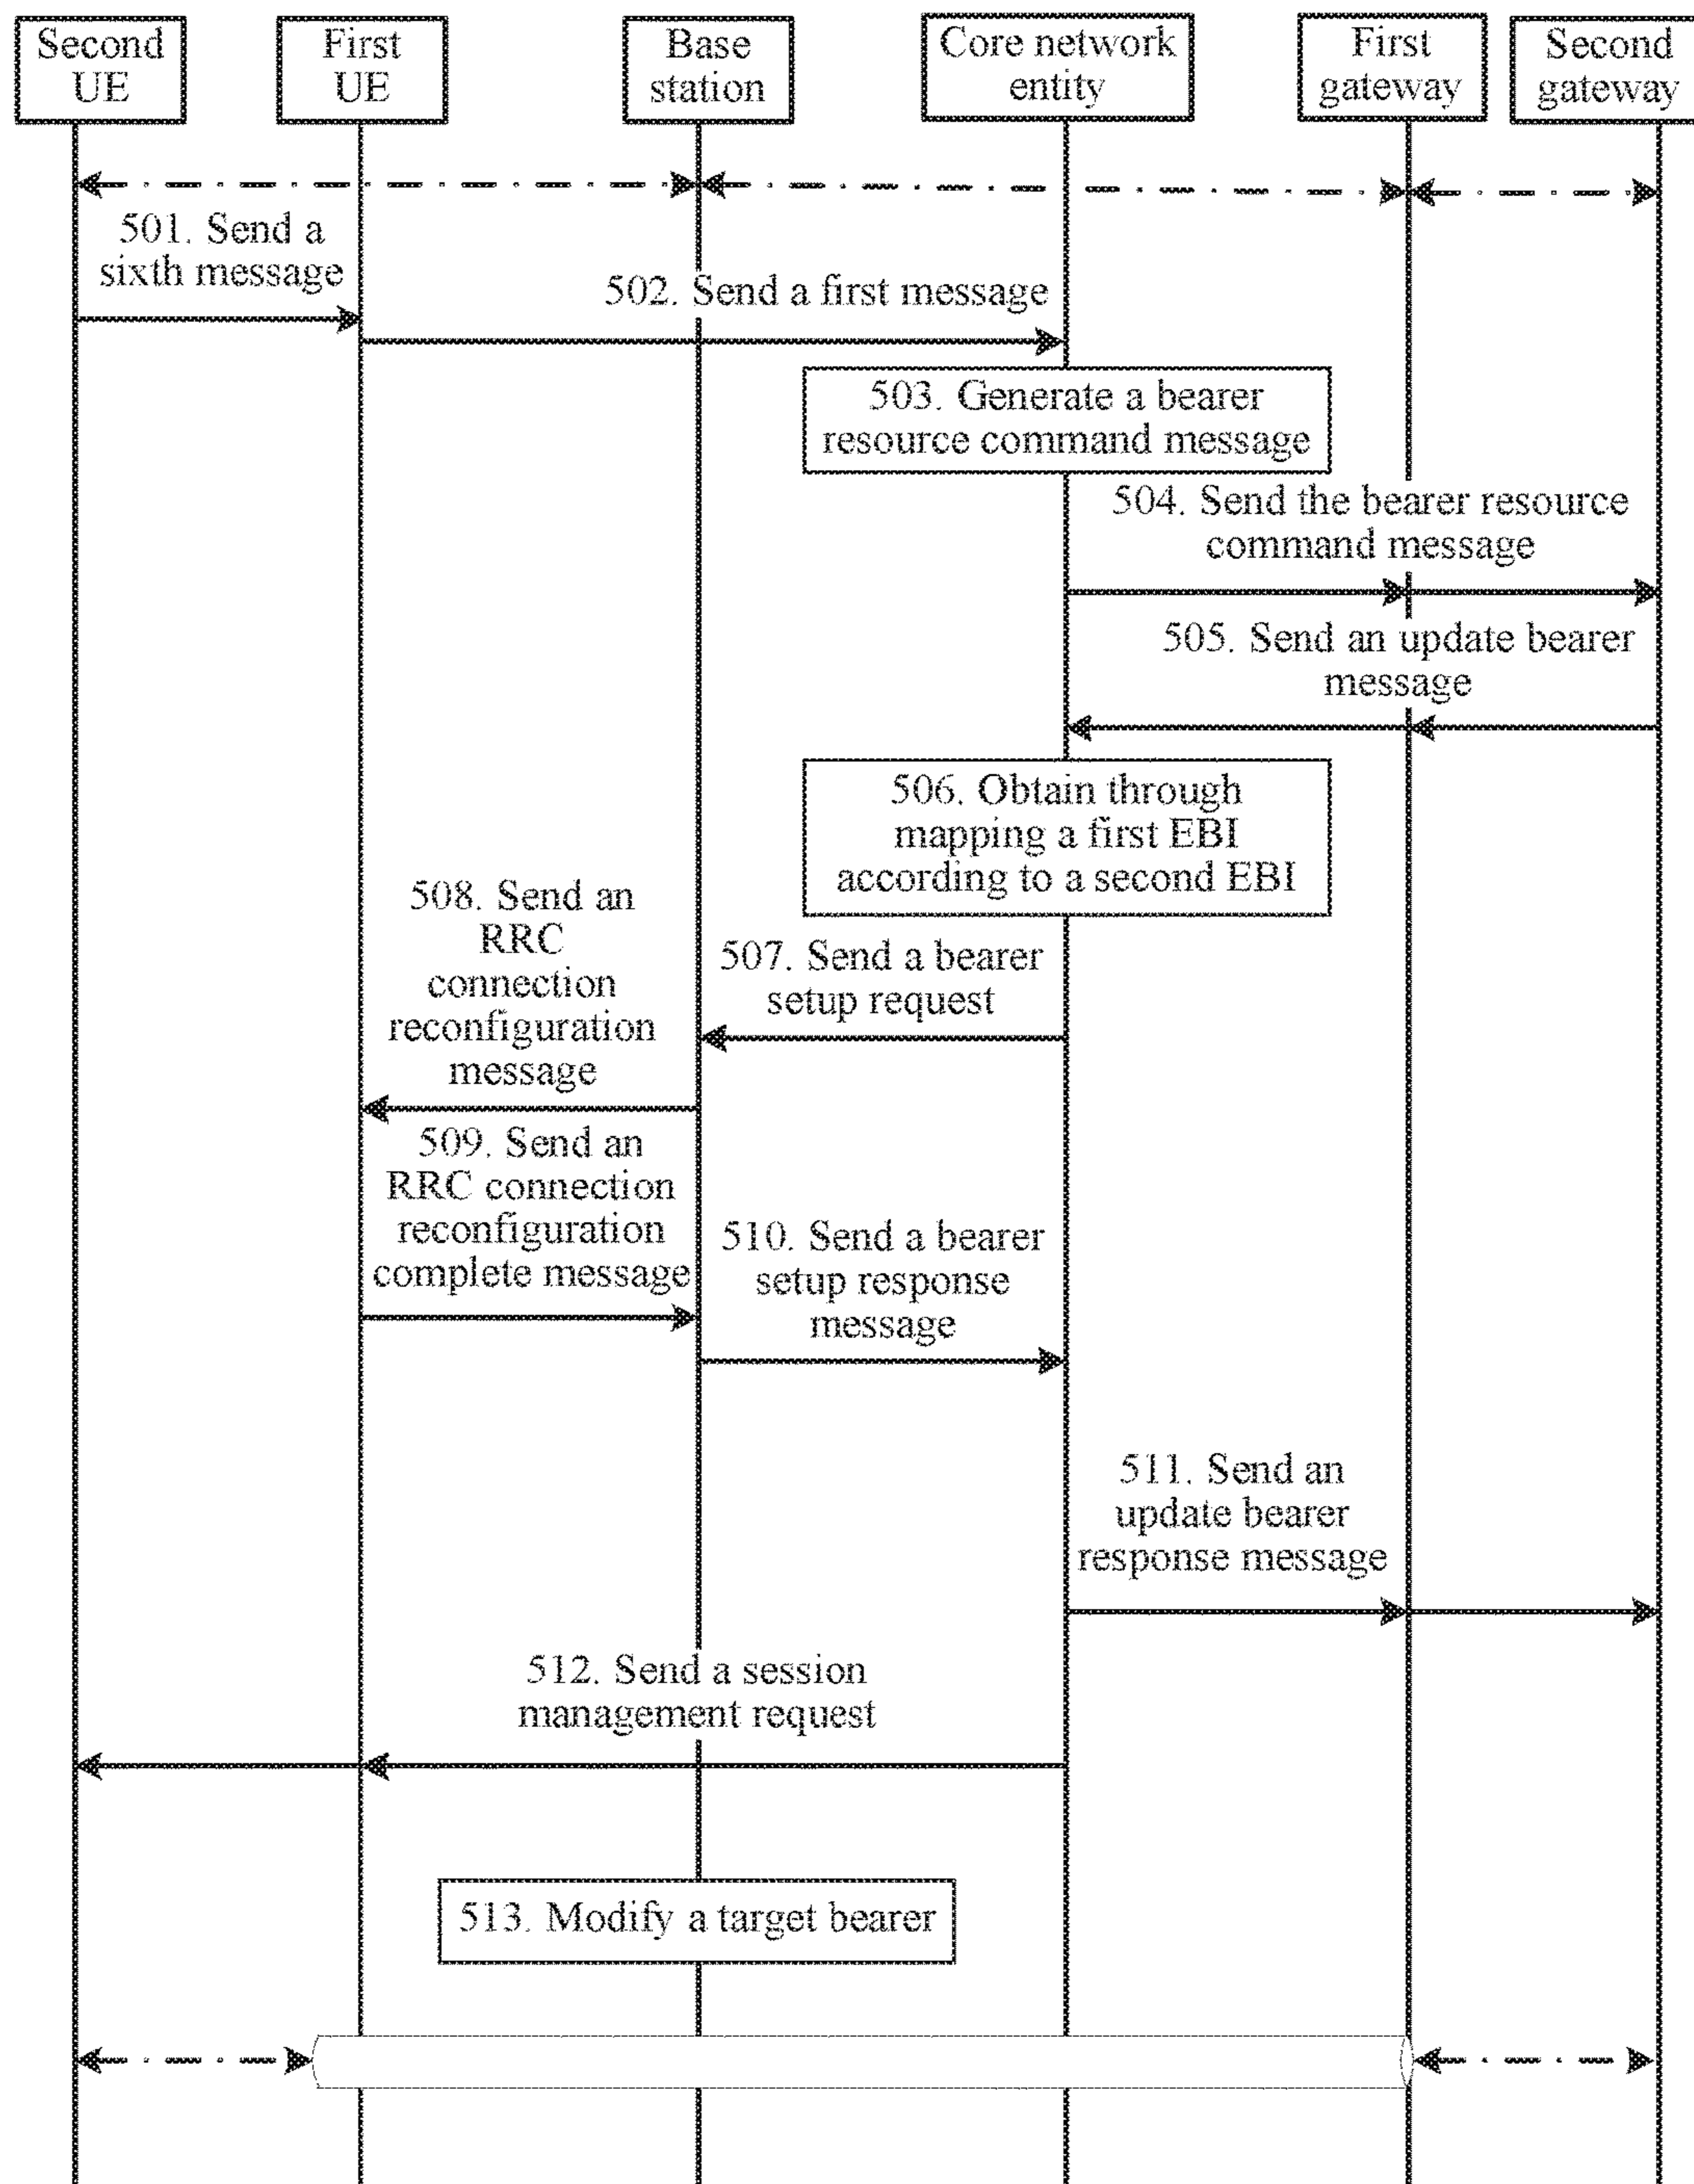 Second
UE
First
UE
Base
station
Core network
entity
First
gateway
Second
gateway
501. Send a
sixth message
502. Send a first message
503. Generate a bearer
resource command message
504. Send the bearer resource
command message
505. Send an update bearer
message
506. Obtain through
mapping a first EBI
according to a second EBI
507. Send a bearer
setup request
508. Send an
RRC
connection
reconfiguration
message
509. Send an
RRC connection
reconfiguration
complete message
510. Send a bearer
setup response
message
511. Send an
update bearer
response message
512. Send a session
management request
513. Modify a target bearer